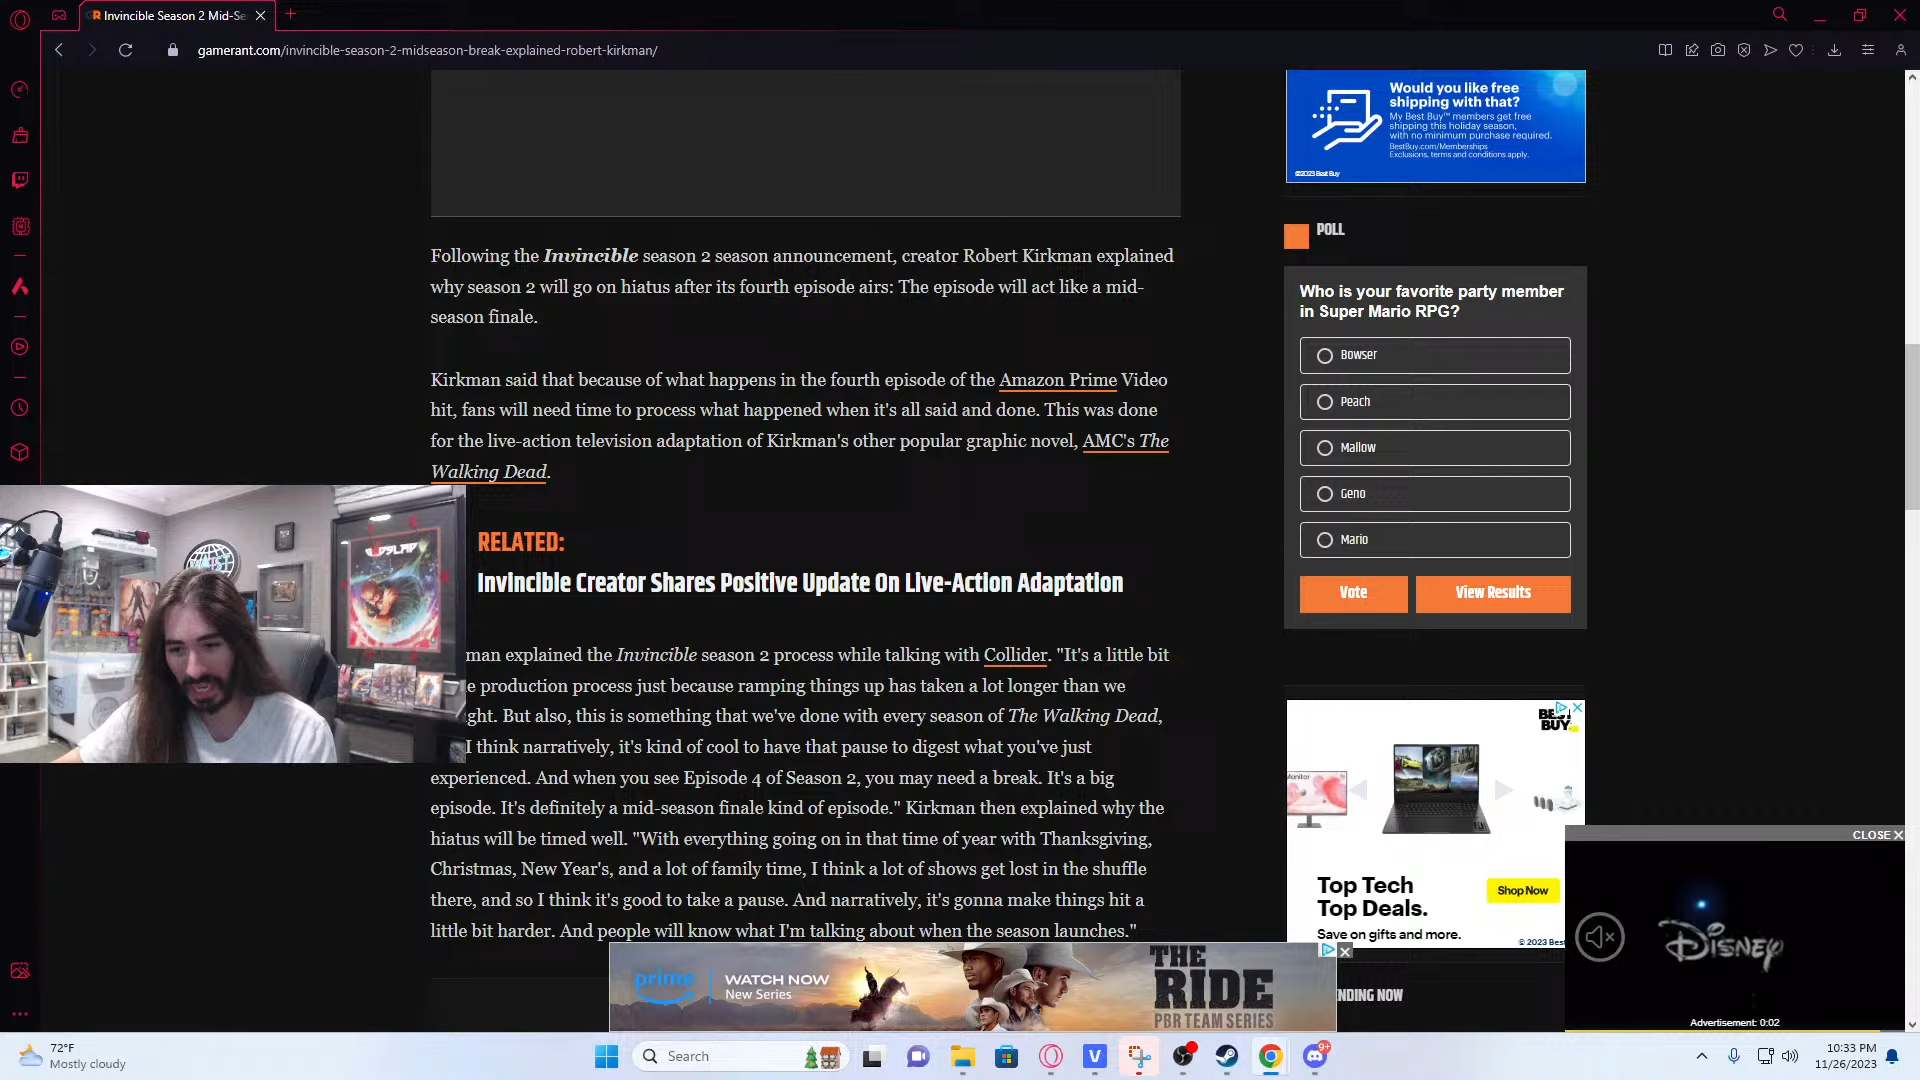 Invincible Season 2 Mid-Se
gamerant.com/invincible-season-2-midseason-break-explained-robert-kirkman/
Would you like free
shipping with that?
My Best Buy™ members get free
shipping this holiday season,
with no minimum purchase required.
BestBuy.com/Memberships
Exclusions, terms and conditions apply.
©2023 Best Buy
Following the Invincible season 2 season announcement, creator Robert Kirkman explained
why season 2 will go on hiatus after its fourth episode airs: The episode will act like a mid-
season finale.
Kirkman said that because of what happens in the fourth episode of the Amazon Prime Video
hit, fans will need time to process what happened when it's all said and done. This was done
for the live-action television adaptation of Kirkman's other popular graphic novel, AMC's The
Walking Dead.
RELATED:
Invincible Creator Shares Positive Update On Live-Action Adaptation
man explained the Invincible season 2 process while talking with Collider. "It's a little bit
e production process just because ramping things up has taken a lot longer than we
ght. But also, this is something that we've done with every season of The Walking Dead,
I think narratively, it's kind of cool to have that pause to digest what you've just
experienced. And when you see Episode 4 of Season 2, you may need a break. It's a big
episode. It's definitely a mid-season finale kind of episode." Kirkman then explained why the
hiatus will be timed well. "With everything going on in that time of year with Thanksgiving,
Christmas, New Year's, and a lot of family time, I think a lot of shows get lost in the shuffle
there, and so I think it's good to take a pause. And narratively, it's gonna make things hit a
little bit harder. And people will know what I'm talking about when the season launches."
POLL
Who is your favorite party member
in Super Mario RPG?
Bowser
Peach
Mallow
Geno
Mario
Vote
View Results
BEST
BUY
Monitor
Top Tech
Top Deals.
Shop Now
Save on gifts and more.
© 2023 Best
CLOSE
DISNEY
Advertisement: 0:02
ENDING NOW
prime
WATCH NOW
New Series
THE
RIDE
PBR TEAM SERIES
GODSLAP
72°F
Mostly cloudy
Search
9+
10:33 PM
11/26/2023